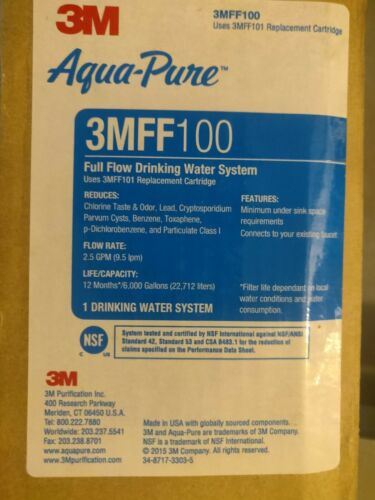 3M
3MFF100
Uses 3MFF101 Replacement Cartridge
Aqua-Pure™
3MFF100
Full Flow Drinking Water System
Uses 3MFF101 Replacement Cartridge
REDUCES:
Chlorine Taste & Odor, Lead, Cryptosporidium
Parvum Cysts, Benzene, Toxaphene,
p-Dichlorobenzene, and Particulate Class I
FLOW RATE:
2.5 GPM (9.5 lpm)
LIFE/CAPACITY:
12 Months*/6,000 Gallons (22,712 liters)
1 DRINKING WATER SYSTEM
FEATURES:
Minimum under sink space
requirements
Connects to your existing faucet
*Filter life dependant on local
water conditions and water
consumption.
NSF
C US
System tested and certified by NSF International against NSF/ANSI
Standard 42, Standard 53 and CSA B483.1 for the reduction of
claims specified on the Performance Data Sheet.
3M
3M Purification Inc.
400 Research Parkway
Meriden, CT 06450 U.S.A.
Tel: 800.222.7880
Worldwide: 203.237.5541
Fax: 203.238.8701
www.aquapure.com
www.3Mpurification.com
Made in USA with globally sourced components.
3M and Aqua-Pure are trademarks of 3M Company.
NSF is a trademark of NSF International.
© 2015 3M Company. All rights reserved.
34-8717-3303-5